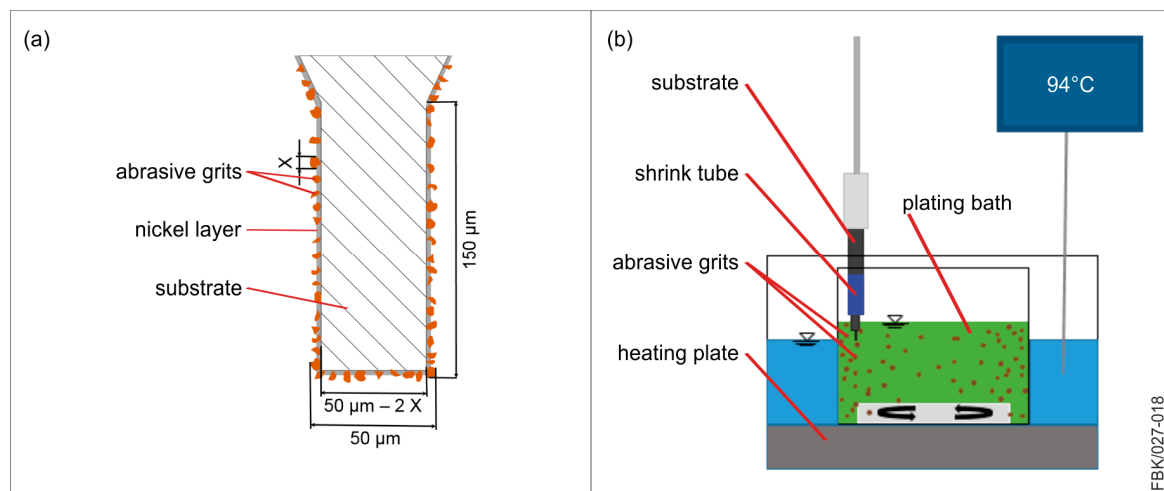 (a)
abrasive grits
nickel layer
substrate
X
150 µm
50 µm – 2 X
50 µm
(b)
substrate
shrink tube
abrasive grits
heating plate
plating bath
94°C
FBK/027-018